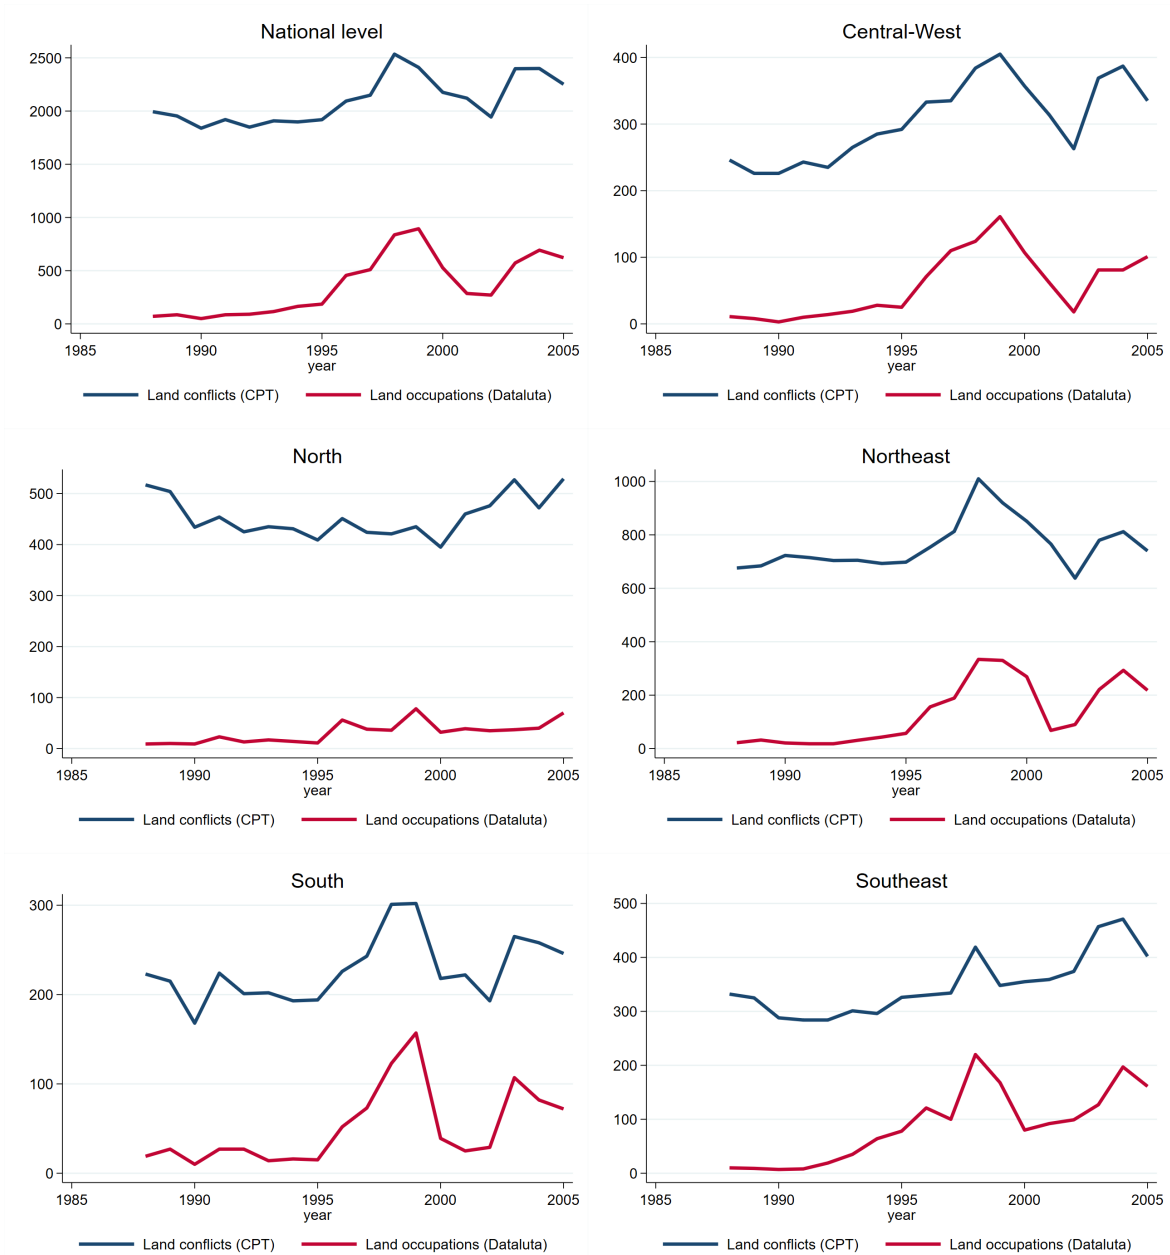 National level
2500
2000
1500
1000
500
0
1985 1990 1995 2000 2005
year
Land conflicts (CPT) Land occupations (Dataluta)
Central-West
400
300
200
100
0
1985 1990 1995 2000 2005
year
Land conflicts (CPT) Land occupations (Dataluta)
North
500
400
300
200
100
0
1985 1990 1995 2000 2005
year
Land conflicts (CPT) Land occupations (Dataluta)
Northeast
1000
800
600
400
200
0
1985 1990 1995 2000 2005
year
Land conflicts (CPT) Land occupations (Dataluta)
South
300
200
100
0
1985 1990 1995 2000 2005
year
Land conflicts (CPT) Land occupations (Dataluta)
Southeast
500
400
300
200
100
0
1985 1990 1995 2000 2005
year
Land conflicts (CPT) Land occupations (Dataluta)